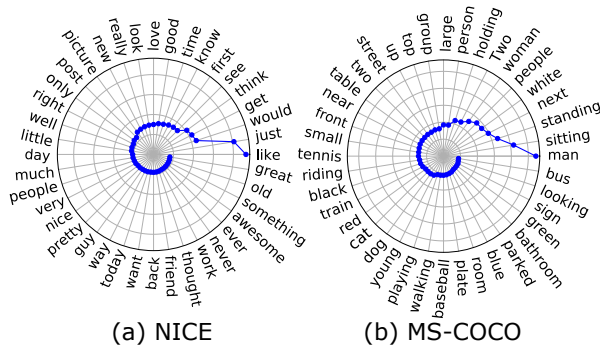 like
just
would
get
think
see
first
know
time
good
love
look
really
new
picture
post
only
right
well
little
day
much
people
very
nice
pretty
guy
way
today
want
back
friend
thought
work
never
ever
awesome
something
old
great
(a) NICE
man
sitting
standing
next
white
people
woman
Two
holding
person
large
group
top
up
street
two
table
near
front
small
tennis
riding
black
train
red
cat
dog
young
playing
walking
baseball
plate
room
blue
parked
bathroom
green
sign
looking
bus
(b) MS-COCO